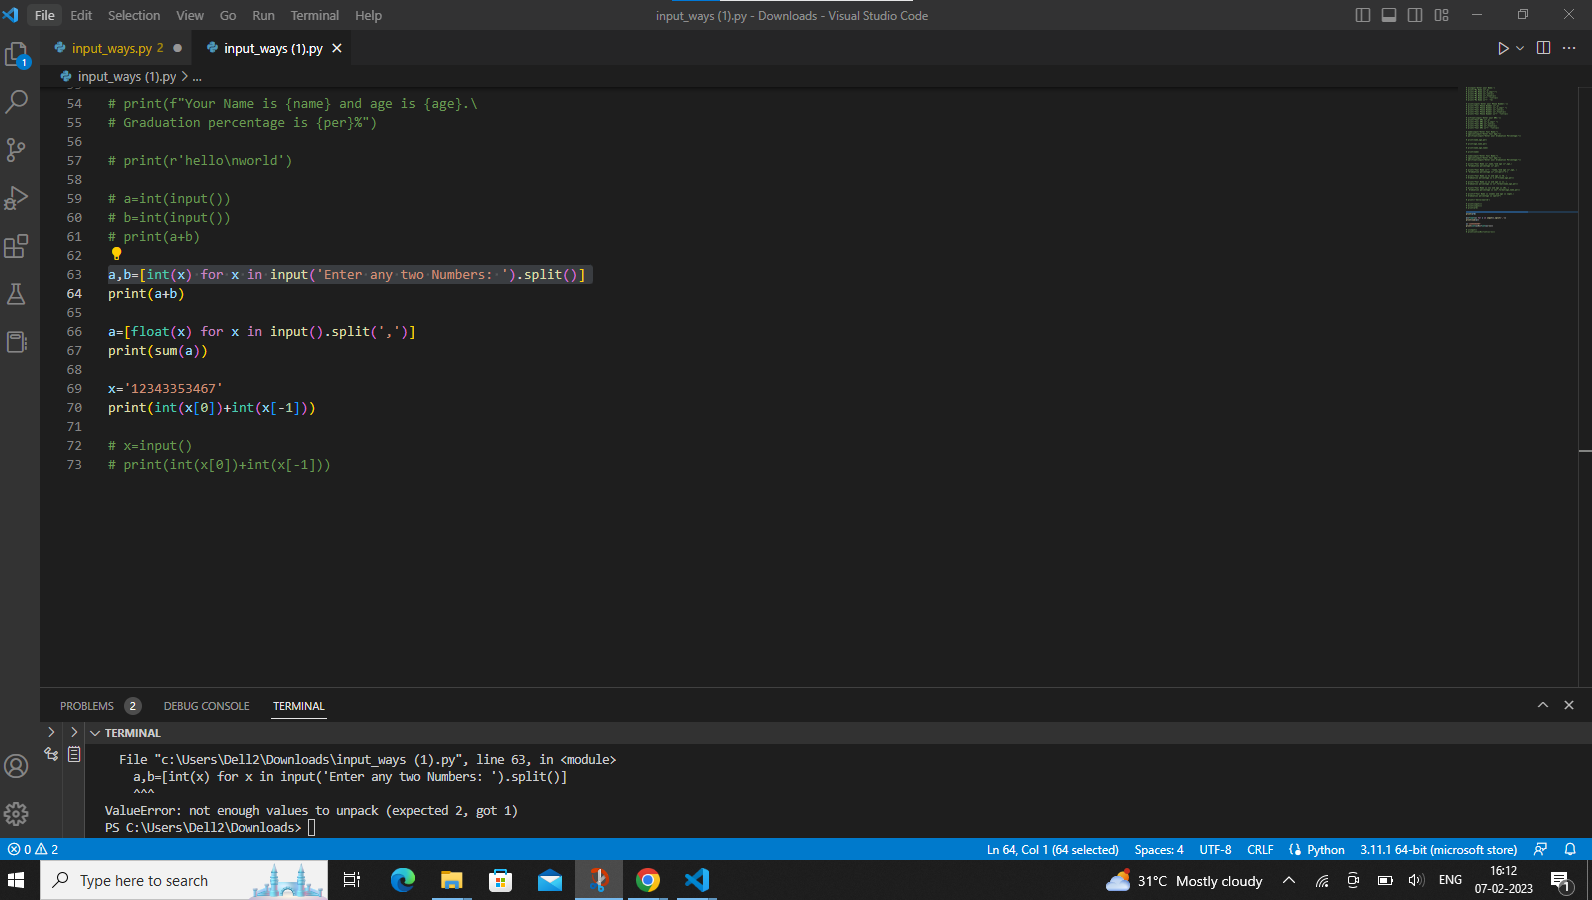 File Edit Selection View Go Run Terminal Help
input_ways (1).py - Downloads - Visual Studio Code
input_ways.py 2
input_ways (1).py
1
input_ways (1).py > ...
54 # print(f"Your Name is {name} and age is {age}.\
55 # Graduation percentage is {per}%")
56
57 # print(r'hello\nworld')
58
59 # a=int(input())
60 # b=int(input())
61 # print(a+b)
62
63 a,b=[int(x) for x in input('Enter any two Numbers: ').split()]
64 print(a+b)
65
66 a=[float(x) for x in input().split(',')]
67 print(sum(a))
68
69 x='12343353467'
70 print(int(x[0])+int(x[-1]))
71
72 # x=input()
73 # print(int(x[0])+int(x[-1]))
PROBLEMS 2 DEBUG CONSOLE TERMINAL
TERMINAL
File "c:\Users\Dell2\Downloads\input_ways (1).py", line 63, in <module>
a,b=[int(x) for x in input('Enter any two Numbers: ').split()]
^^^
ValueError: not enough values to unpack (expected 2, got 1)
PS C:\Users\Dell2\Downloads>
0 2
Ln 64, Col 1 (64 selected) Spaces: 4 UTF-8 CRLF Python 3.11.1 64-bit (microsoft store)
Type here to search
31°C Mostly cloudy
ENG
16:12
07-02-2023
1